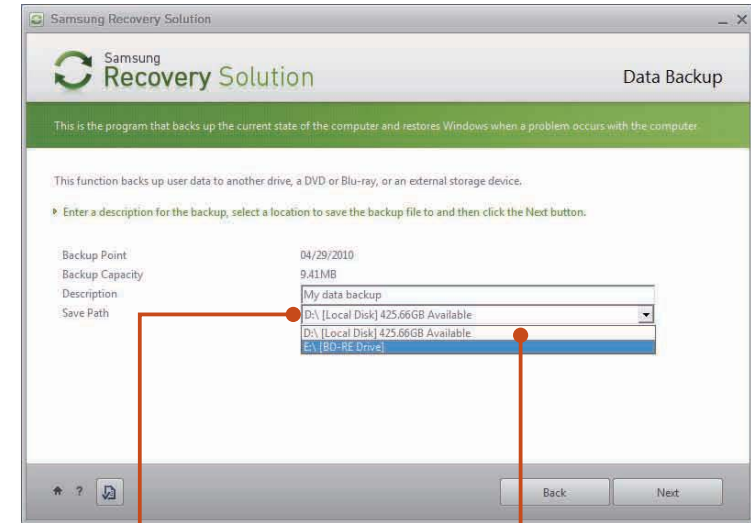 Samsung Recovery Solution
Samsung
Recovery Solution
Data Backup
This is the program that backs up the current state of the computer and restores Windows when a problem occurs with the computer.
This function backs up user data to another drive, a DVD or Blu-ray, or an external storage device.
Enter a description for the backup, select a location to save the backup file to and then click the Next button.
Backup Point 04/29/2010
Backup Capacity 9.41MB
Description My data backup
Save Path D:\ [Local Disk] 425.66GB Available
D:\ [Local Disk] 425.66GB Available
E:\ [BD-RE Drive]
? Back Next